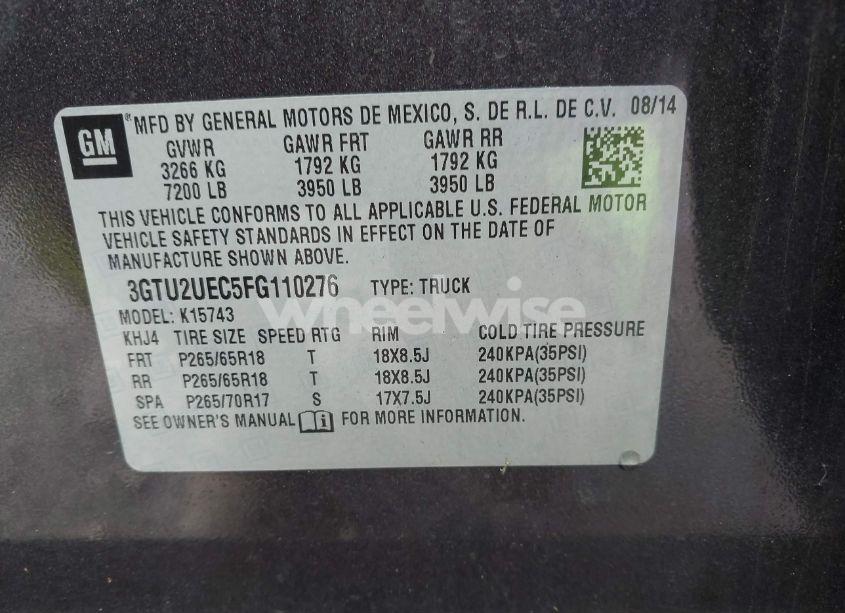 GM
® MFD BY GENERAL MOTORS DE MEXICO, S. DE R.L. DE C.V. 08/14
GVWR GAWR FRT GAWR RR
3266 KG 1792 KG 1792 KG
7200 LB 3950 LB 3950 LB
THIS VEHICLE CONFORMS TO ALL APPLICABLE U.S. FEDERAL MOTOR
VEHICLE SAFETY STANDARDS IN EFFECT ON THE DATE OF
MANUFACTURE SHOWN ABOVE.
3GTU2UEC5FG110276 TYPE: TRUCK
wheelwise
MODEL: K15743
KHJ4 TIRE SIZE SPEED RTG RIM COLD TIRE PRESSURE
FRT P265/65R18 T 18X8.5J 240KPA(35PSI)
RR P265/65R18 T 18X8.5J 240KPA(35PSI)
SPA P265/70R17 S 17X7.5J 240KPA(35PSI)
SEE OWNER'S MANUAL i FOR MORE INFORMATION.